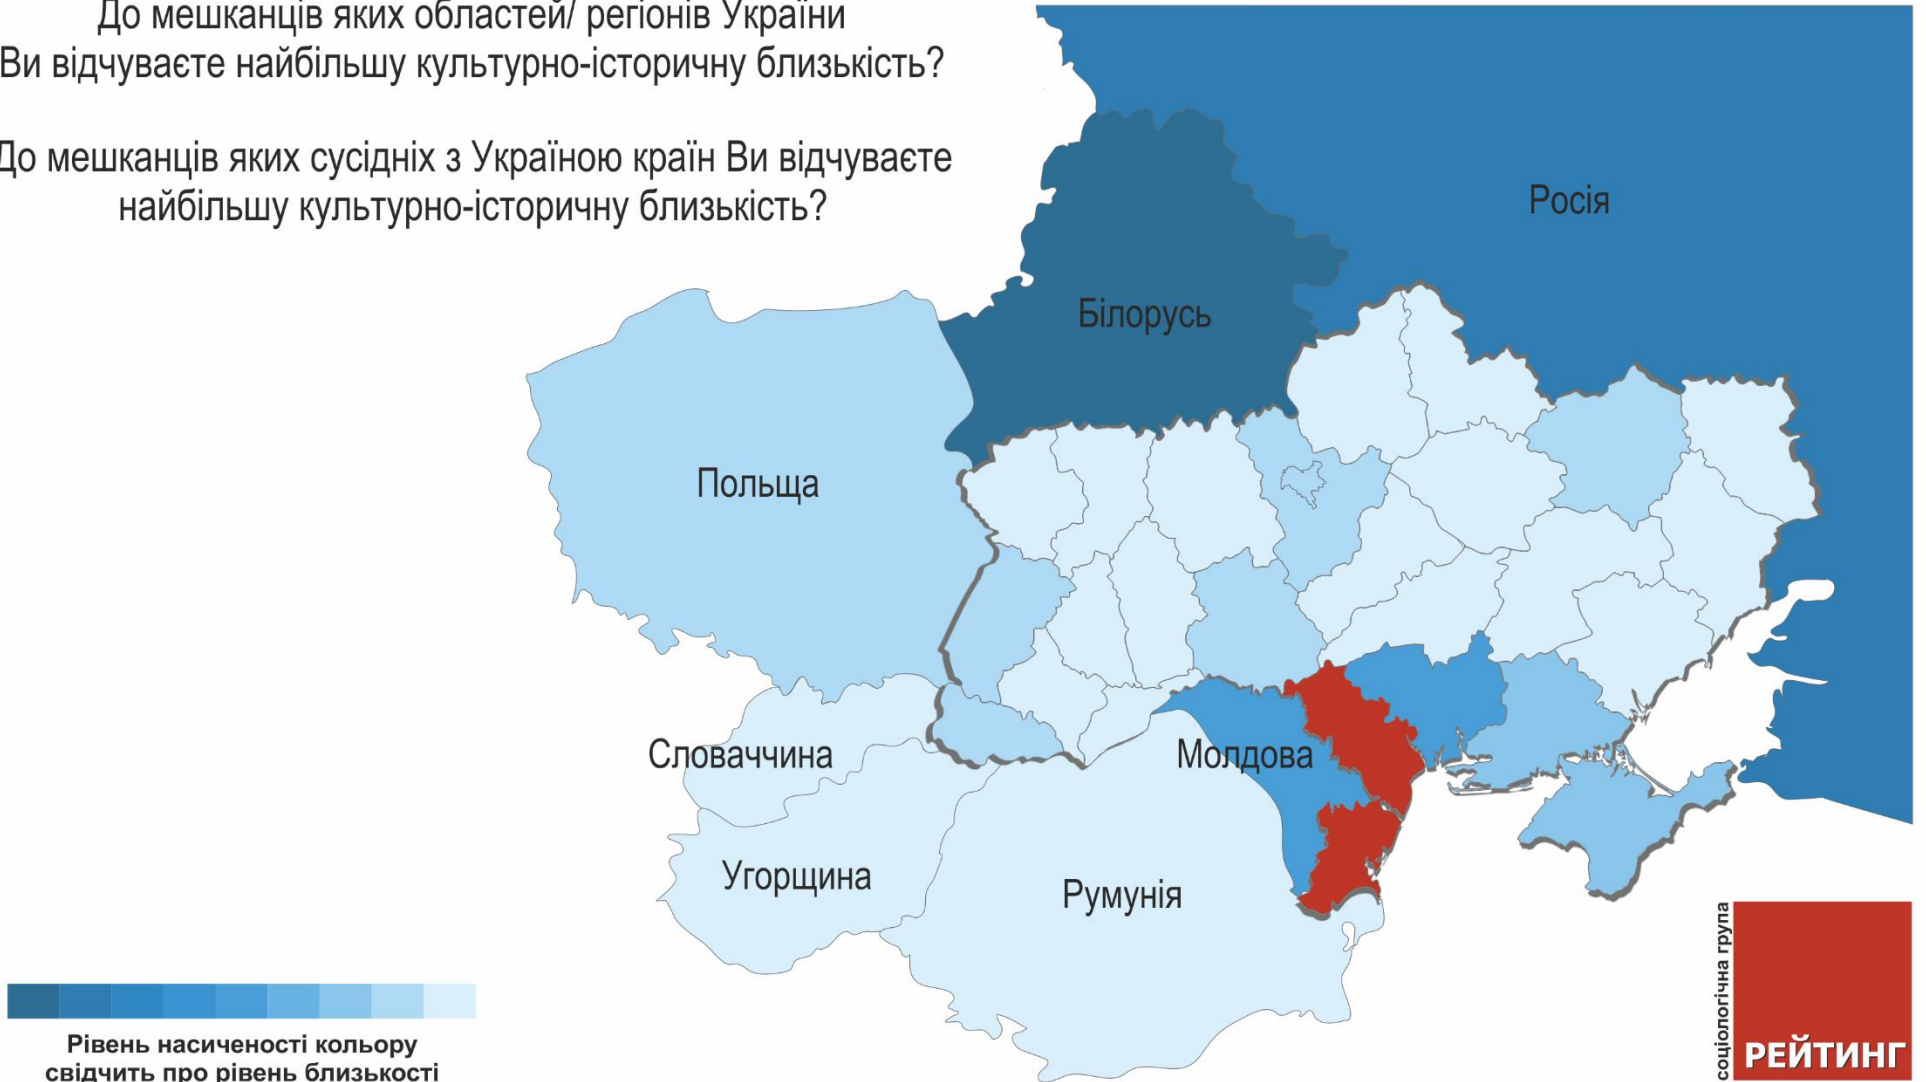 До мешканців яких областей/ регіонів України
Ви відчуваєте найбільшу культурно-історичну близькість?
До мешканців яких сусідніх з Україною країн Ви відчуваєте
найбільшу культурно-історичну близькість?
Росія
Білорусь
Польща
Словаччина
Молдова
Угорщина
Румунія
Рівень насиченості кольору
свідчить про рівень близькості
соціологічна група
РЕЙТИНГ